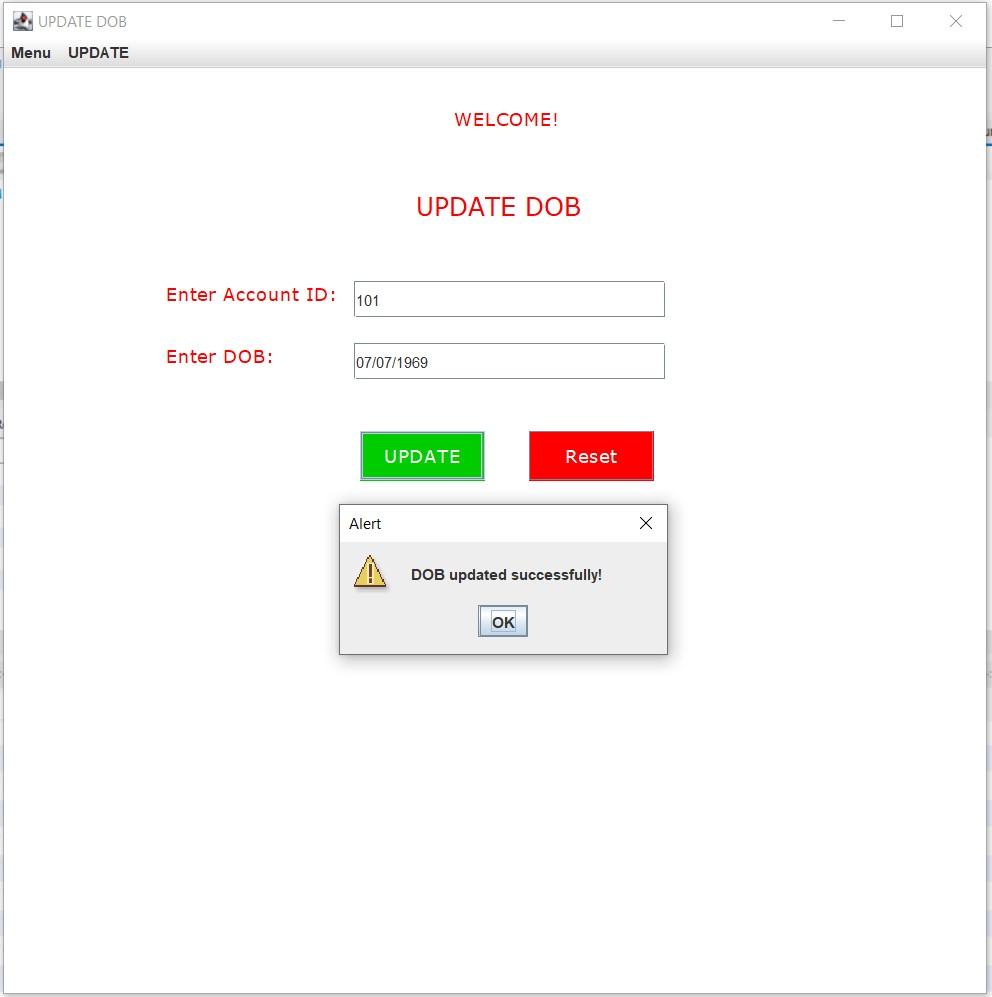 UPDATE DOB
Menu UPDATE
WELCOME!
UPDATE DOB
Enter Account ID: 101
Enter DOB: 07/07/1969
UPDATE Reset
Alert
DOB updated successfully!
OK